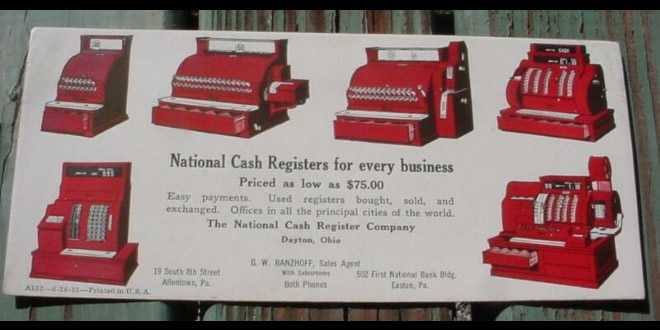 CASH
National Cash Registers for every business
Priced as low as $75.00
Easy payments. Used registers bought, sold, and
exchanged. Offices in all the principal cities of the world.
The National Cash Register Company
Dayton, Ohio
G. W. BANZHOFF, Sales Agent
19 South 8th Street With Salesrooms 502 First National Bank Bldg.
Allentown, Pa. Both Phones Easton, Pa.
Printed in U.S.A.